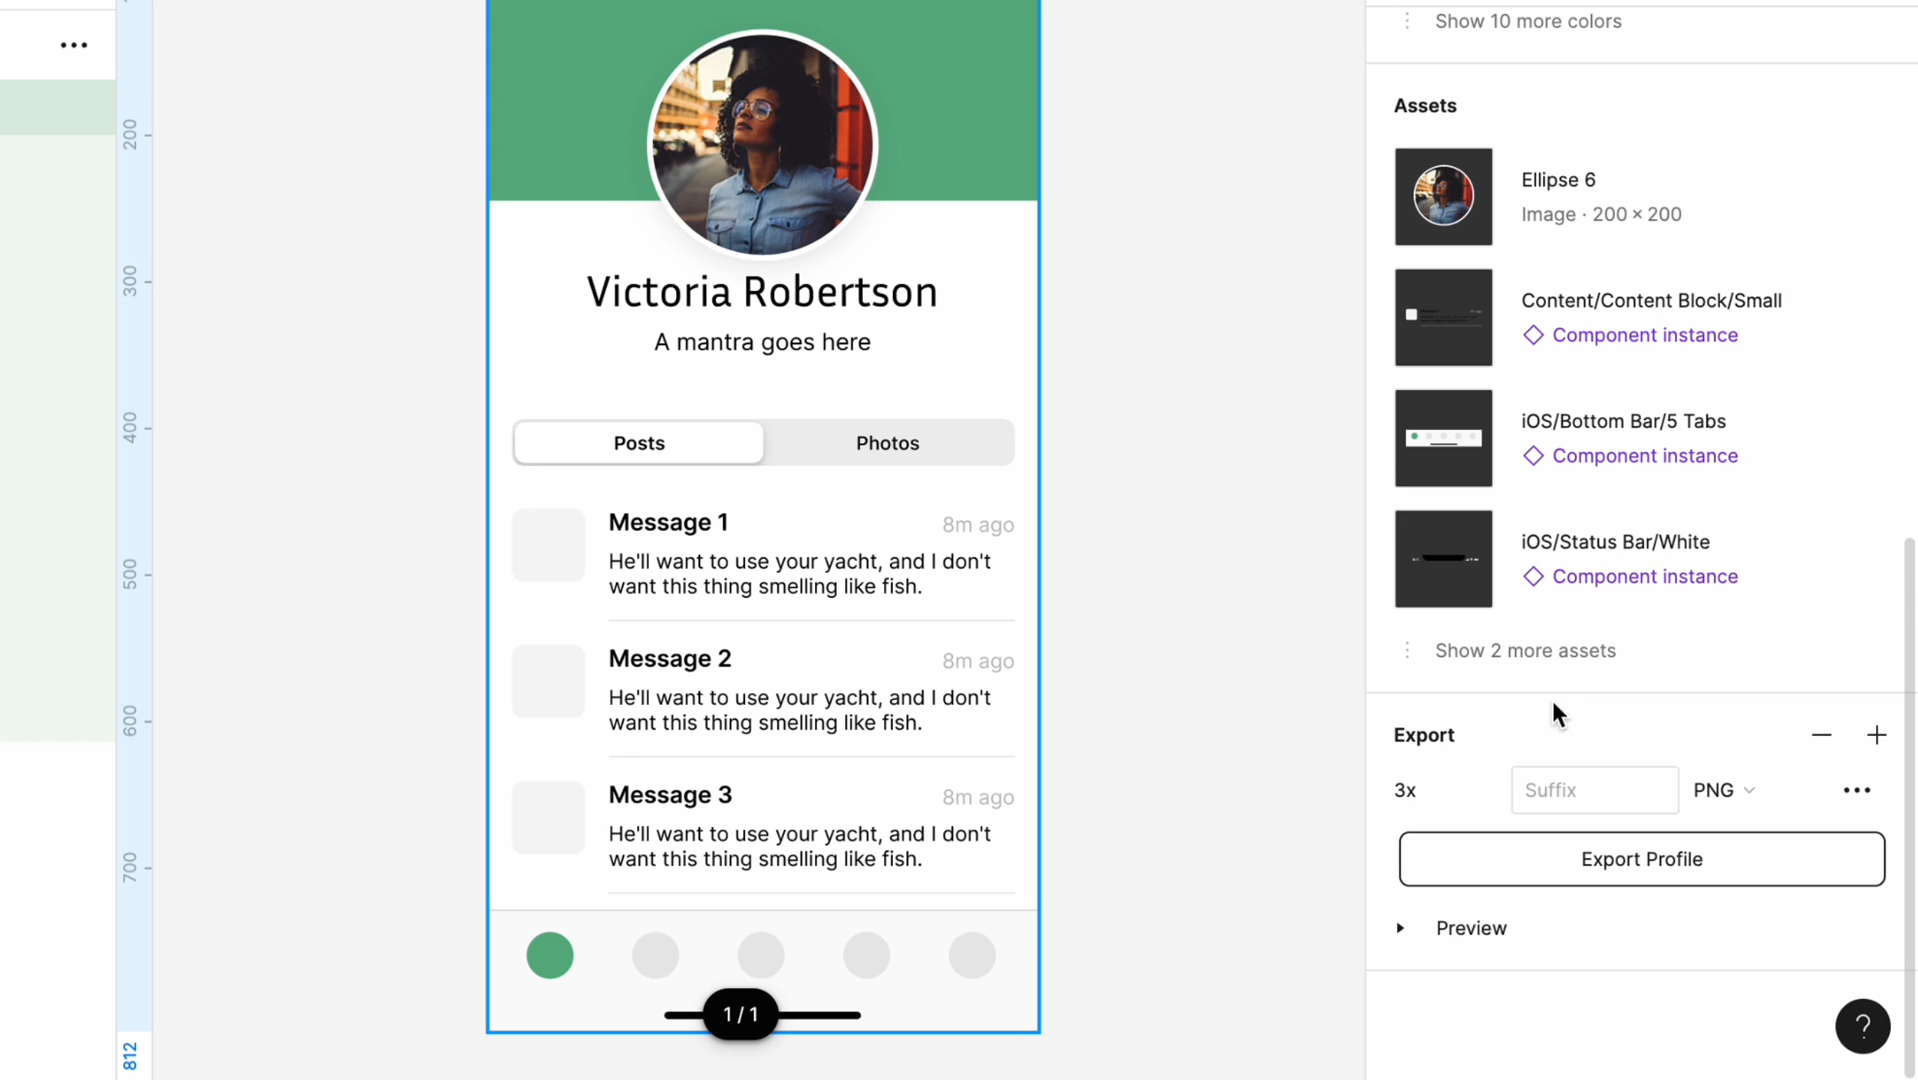 200
300
400
500
600
700
812
Victoria Robertson
A mantra goes here
Posts
Photos
Message 1
8m ago
He'll want to use your yacht, and I don't
want this thing smelling like fish.
Message 2
8m ago
He'll want to use your yacht, and I don't
want this thing smelling like fish.
Message 3
8m ago
He'll want to use your yacht, and I don't
want this thing smelling like fish.
1 / 1
Show 10 more colors
Assets
Ellipse 6
Image · 200 × 200
Content/Content Block/Small
Component instance
iOS/Bottom Bar/5 Tabs
Component instance
iOS/Status Bar/White
Component instance
Show 2 more assets
Export
3x
Suffix
PNG
Export Profile
Preview
?